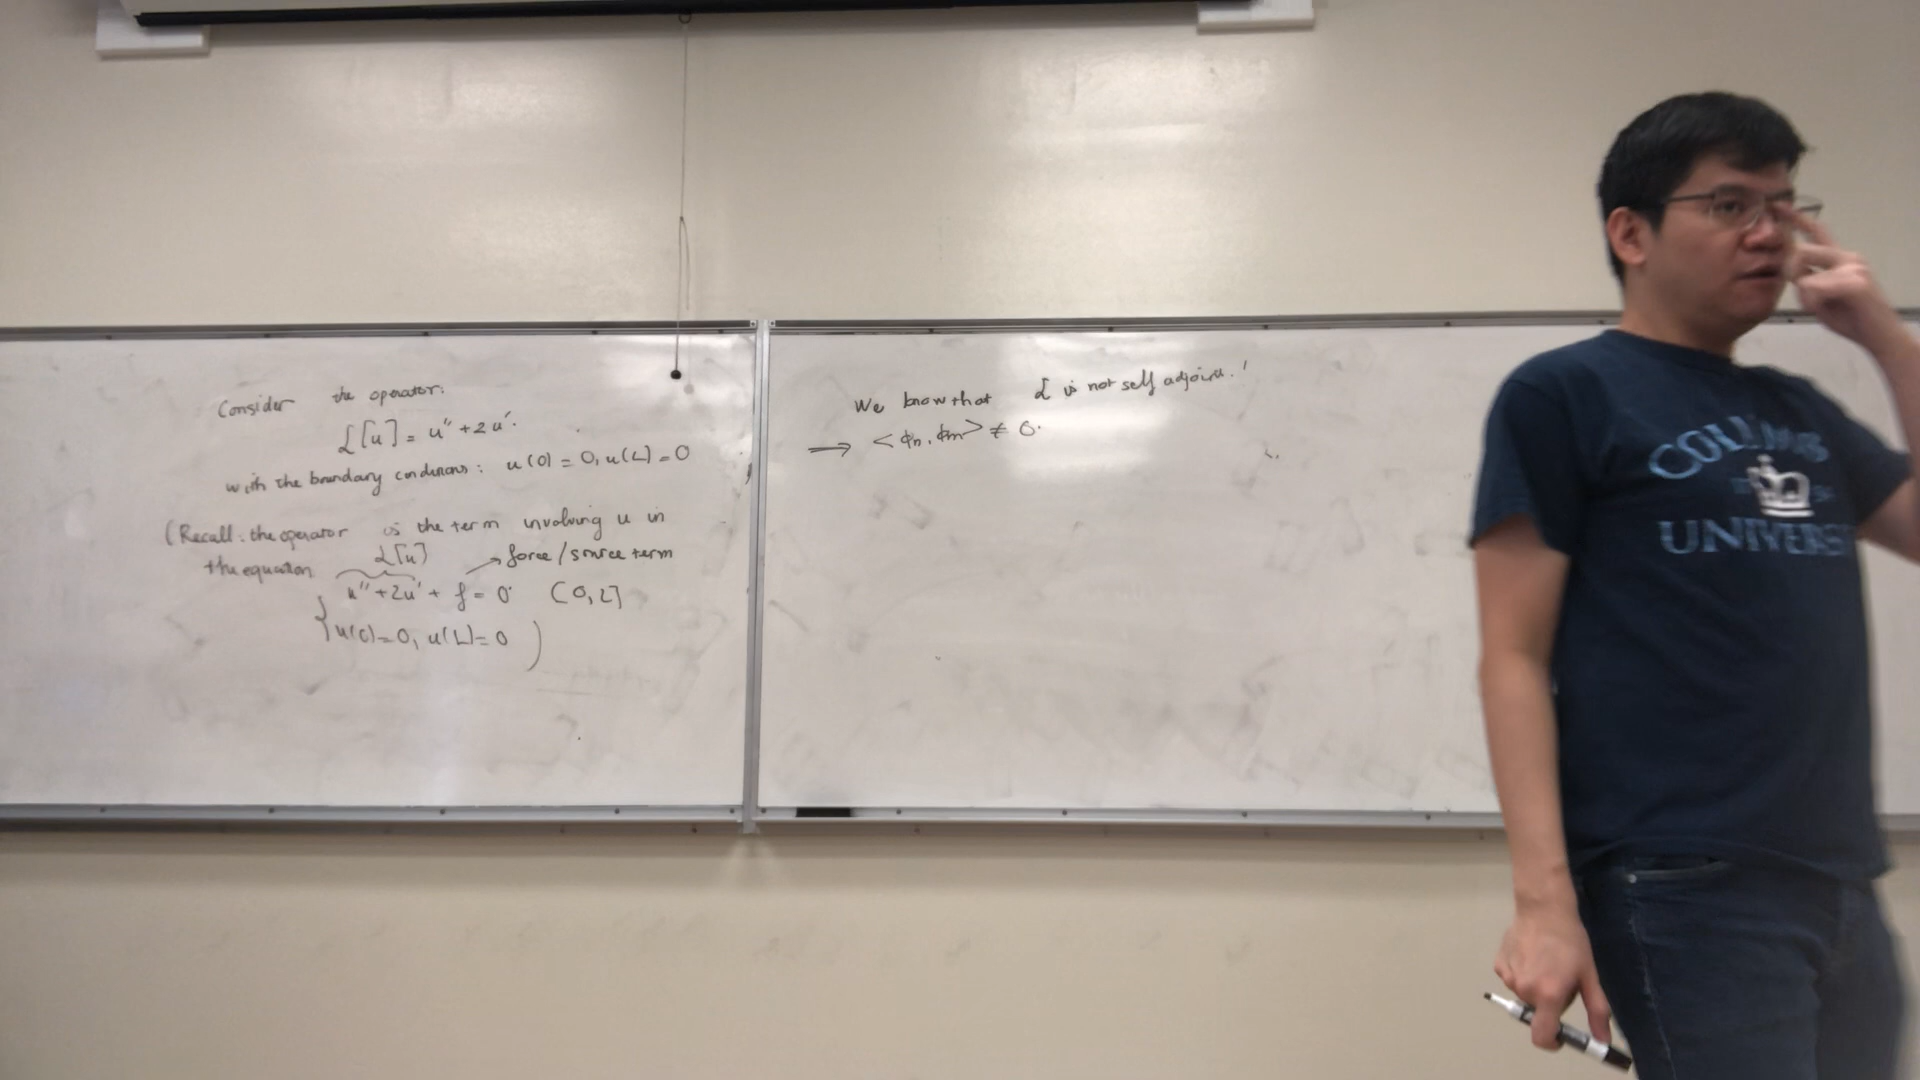 Consider the operator:
L[u] = u'' + 2u'.
with the boundary conditions: u(0) = 0, u(L) = 0
(Recall: the operator is the term involving u in
the equation L[u] → force/source term
u'' + 2u' + f = 0 (0, L]
u(0) = 0, u(L) = 0 )
We know that L is not self adjoint!
⟹ <ϕn, ϕm> ≠ 0.
COLUMB
UNIVERS